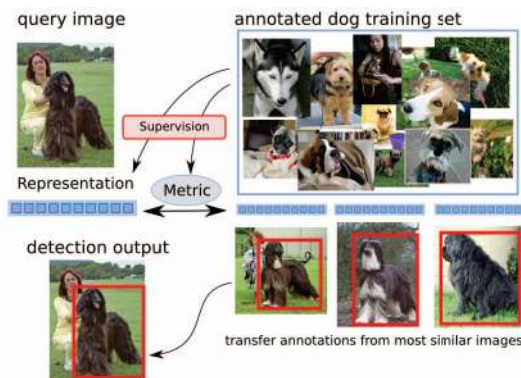 query image
annotated dog training set
Supervision
Representation
Metric
detection output
transfer annotations from most similar images